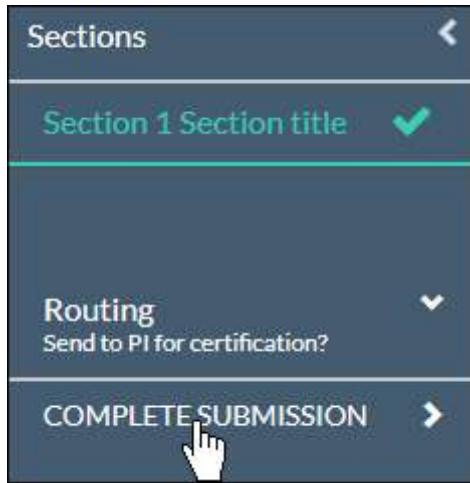 Sections
Section 1 Section title
Routing
Send to PI for certification?
COMPLETE SUBMISSION